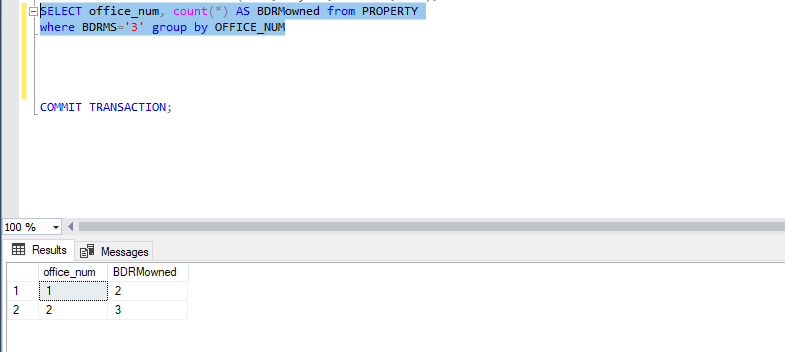 SELECT office_num, count(*) AS BDRMowned from PROPERTY
where BDRMS='3' group by OFFICE_NUM
COMMIT TRANSACTION;
100 %
Results Messages
office_num BDRMowned
1 1 2
2 2 3